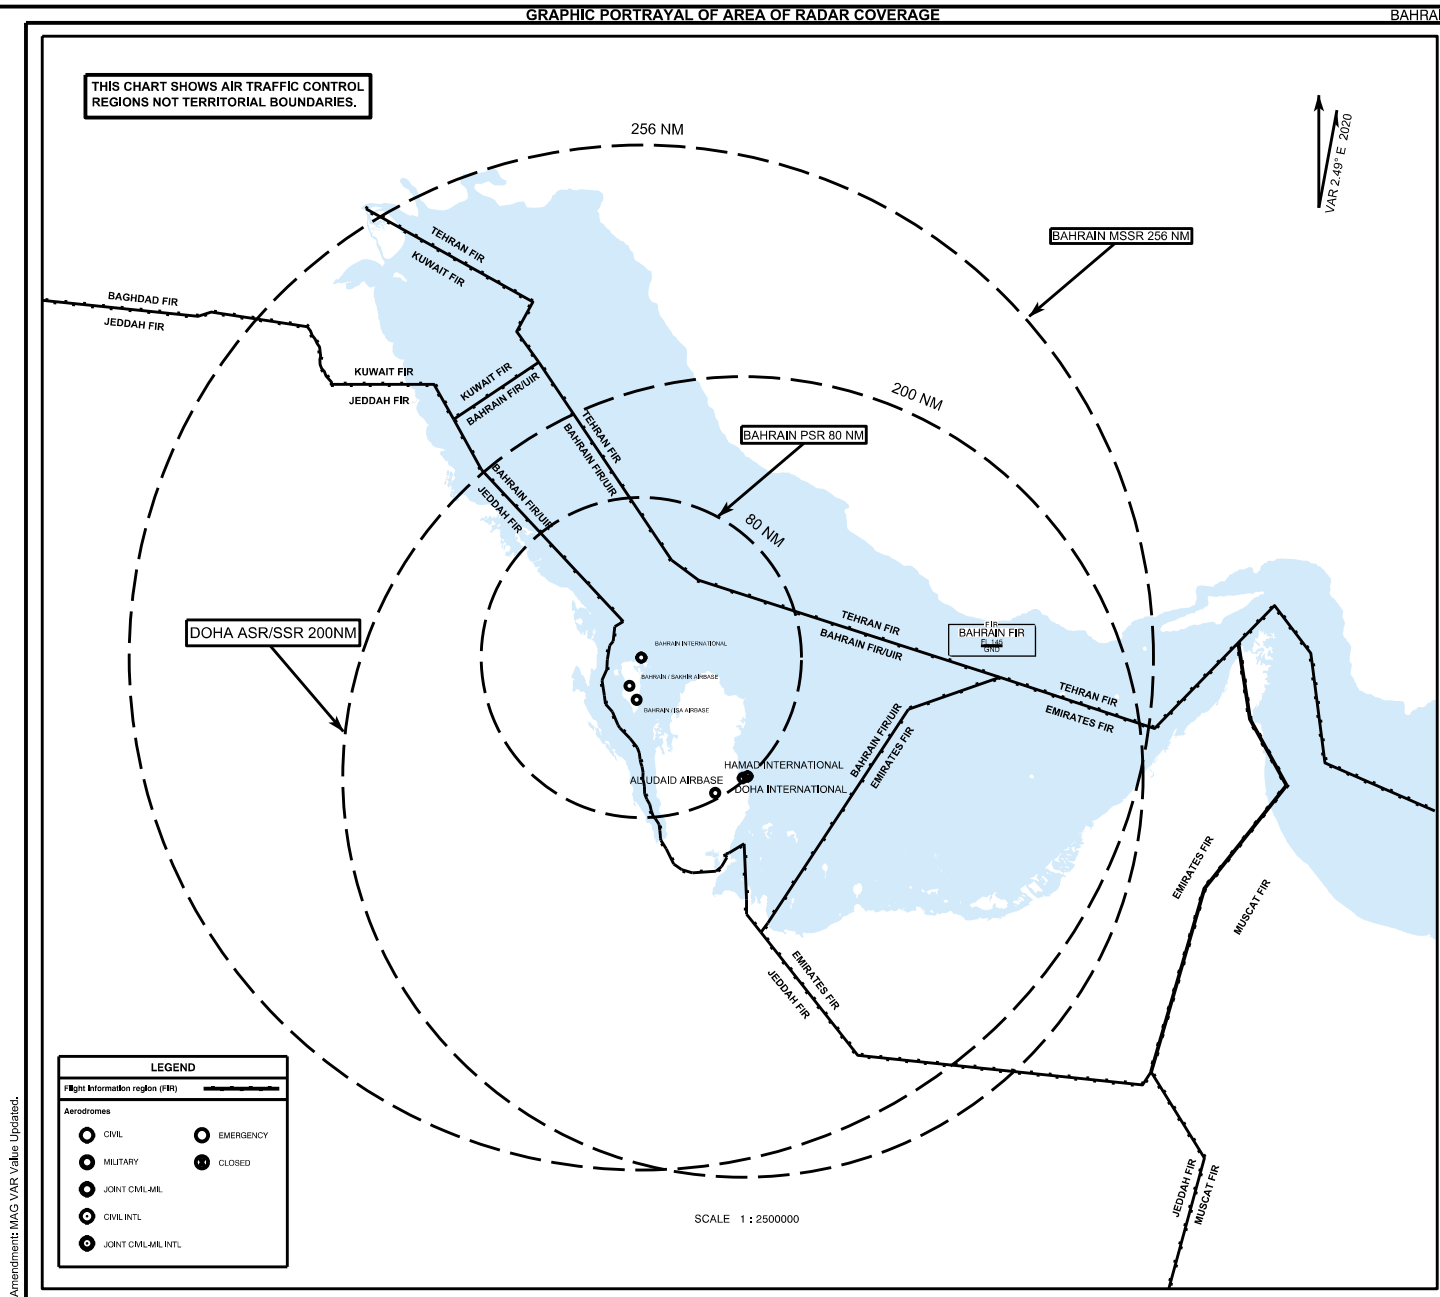 GRAPHIC PORTRAYAL OF AREA OF RADAR COVERAGE
THIS CHART SHOWS AIR TRAFFIC CONTROL
REGIONS NOT TERRITORIAL BOUNDARIES.
256 NM
VAR 2.49° E 2020
BAHRAIN MSSR 256 NM
TEHRAN FIR
KUWAIT FIR
BAGHDAD FIR
JEDDAH FIR
KUWAIT FIR
JEDDAH FIR
KUWAIT FIR
BAHRAIN FIR/UIR
200 NM
TEHRAN FIR
BAHRAIN FIR/UIR
BAHRAIN PSR 80 NM
BAHRAIN FIR/UIR
JEDDAH FIR
80 NM
DOHA ASR/SSR 200NM
TEHRAN FIR
BAHRAIN FIR/UIR
FIR
BAHRAIN FIR
FL 145
GND
BAHRAIN INTERNATIONAL
BAHRAIN / SAKHIR AIRBASE
BAHRAIN / ISA AIRBASE
TEHRAN FIR
EMIRATES FIR
BAHRAIN FIR/UIR
EMIRATES FIR
HAMAD INTERNATIONAL
AL UDAID AIRBASE
DOHA INTERNATIONAL
EMIRATES FIR
MUSCAT FIR
EMIRATES FIR
JEDDAH FIR
JEDDAH FIR
MUSCAT FIR
LEGEND
Flight Information region (FIR)
Aerodromes
CIVIL
EMERGENCY
MILITARY
CLOSED
JOINT CIVIL-MIL
CIVIL INTL
JOINT CIVIL-MIL INTL
SCALE 1 : 2500000
Amendment: MAG VAR Value Updated.